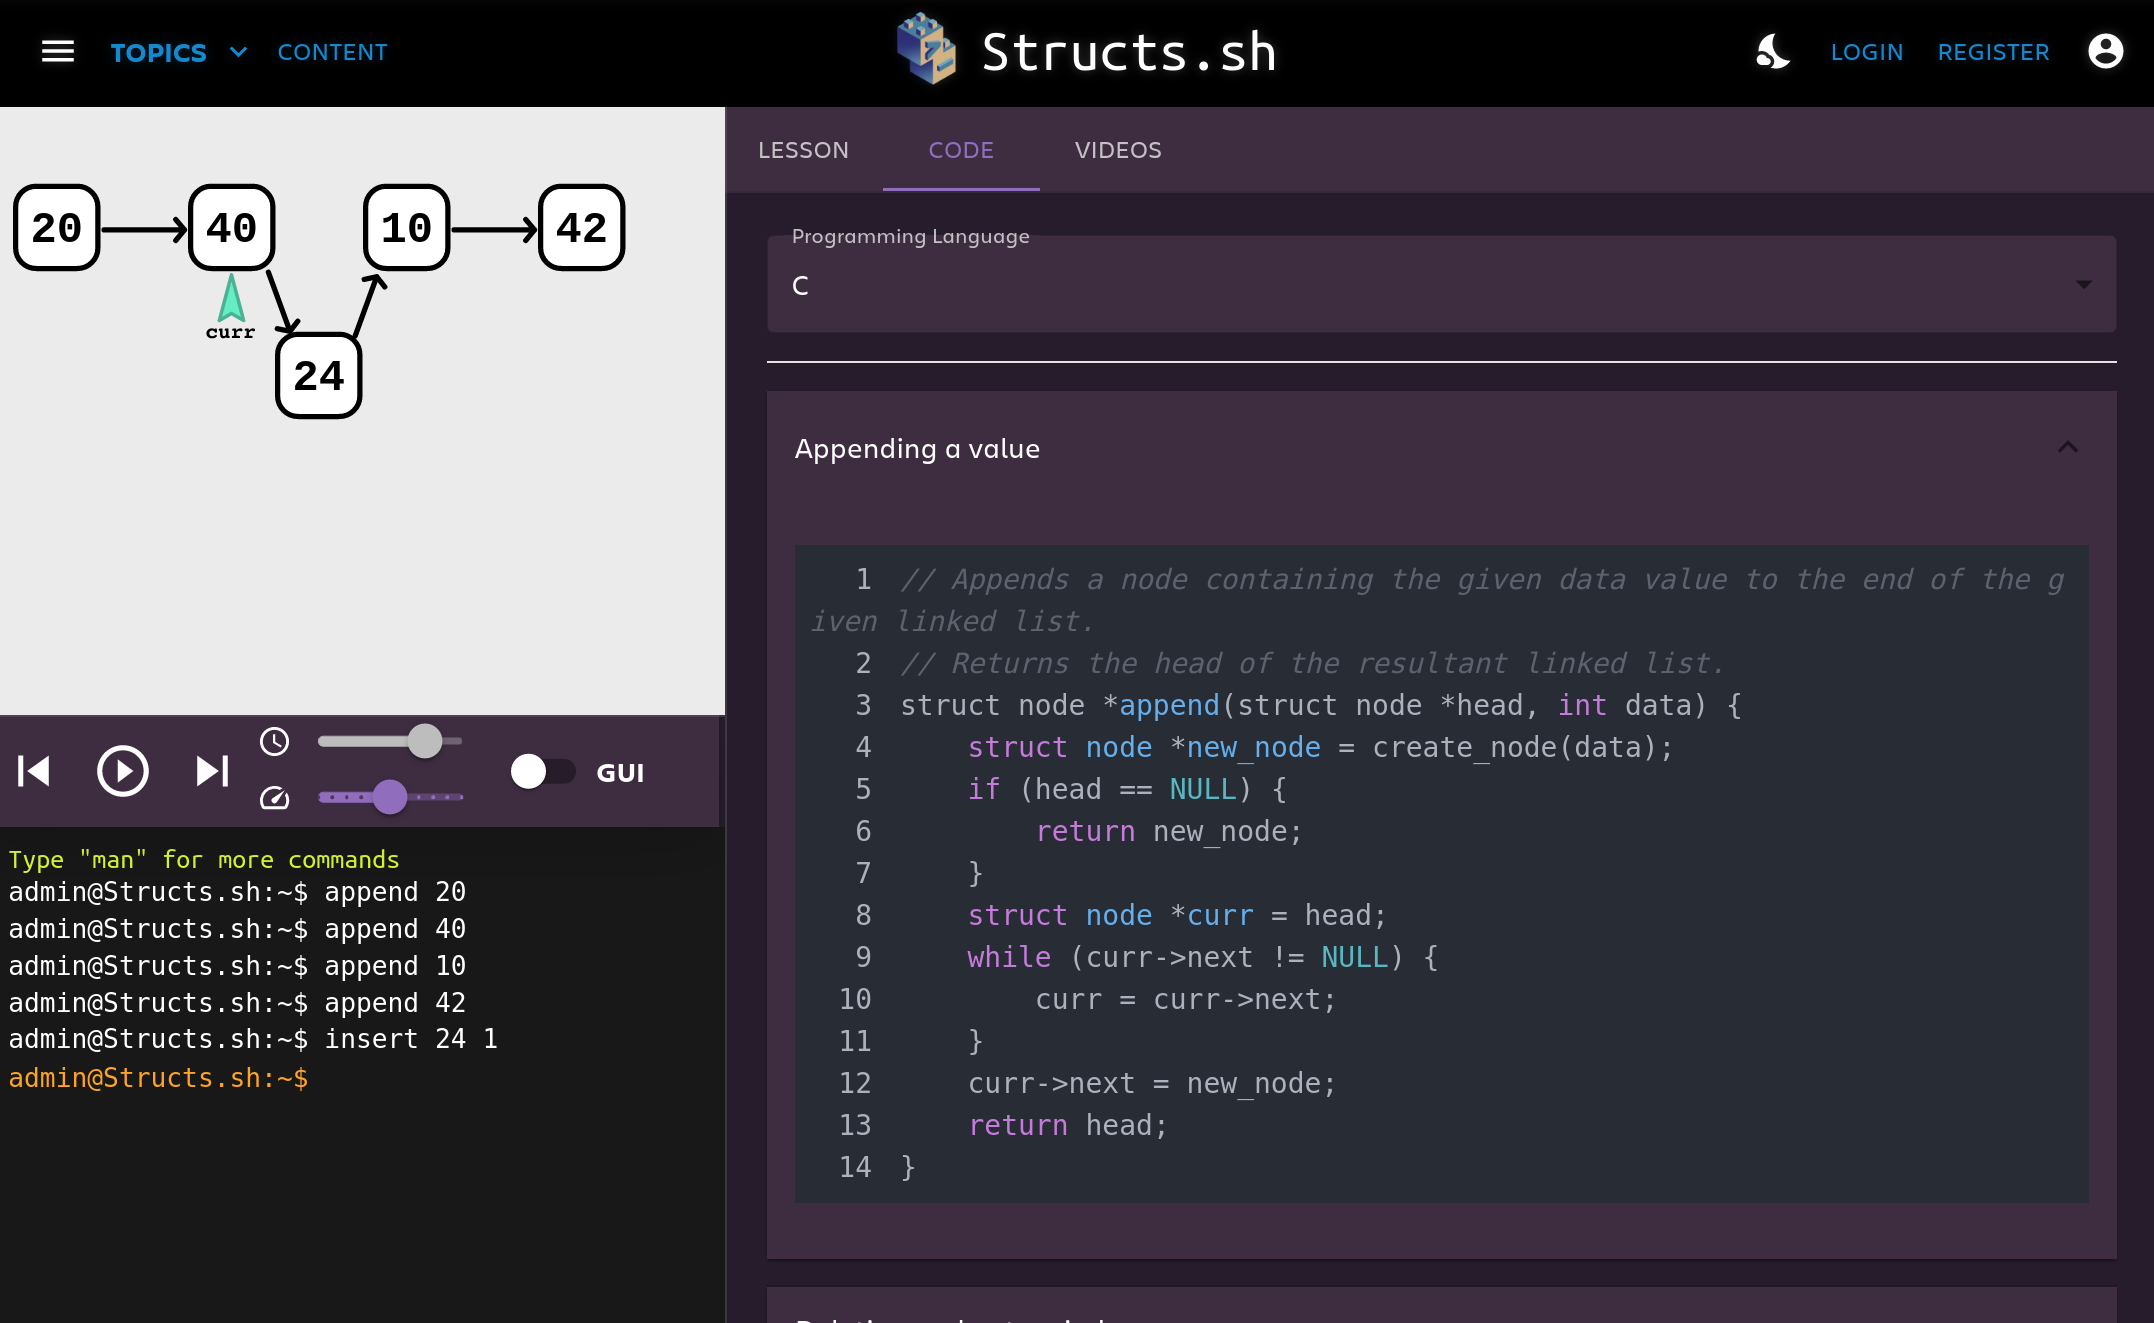 TOPICS CONTENT Structs.sh LOGIN REGISTER
20 40 10 42
curr
24
GUI
Type "man" for more commands
admin@Structs.sh:~$ append 20
admin@Structs.sh:~$ append 40
admin@Structs.sh:~$ append 10
admin@Structs.sh:~$ append 42
admin@Structs.sh:~$ insert 24 1
admin@Structs.sh:~$
LESSON CODE VIDEOS
Programming Language
C
Appending a value
1 // Appends a node containing the given data value to the end of the g
iven linked list.
2 // Returns the head of the resultant linked list.
3 struct node *append(struct node *head, int data) {
4     struct node *new_node = create_node(data);
5     if (head == NULL) {
6         return new_node;
7     }
8     struct node *curr = head;
9     while (curr->next != NULL) {
10         curr = curr->next;
11     }
12     curr->next = new_node;
13     return head;
14 }